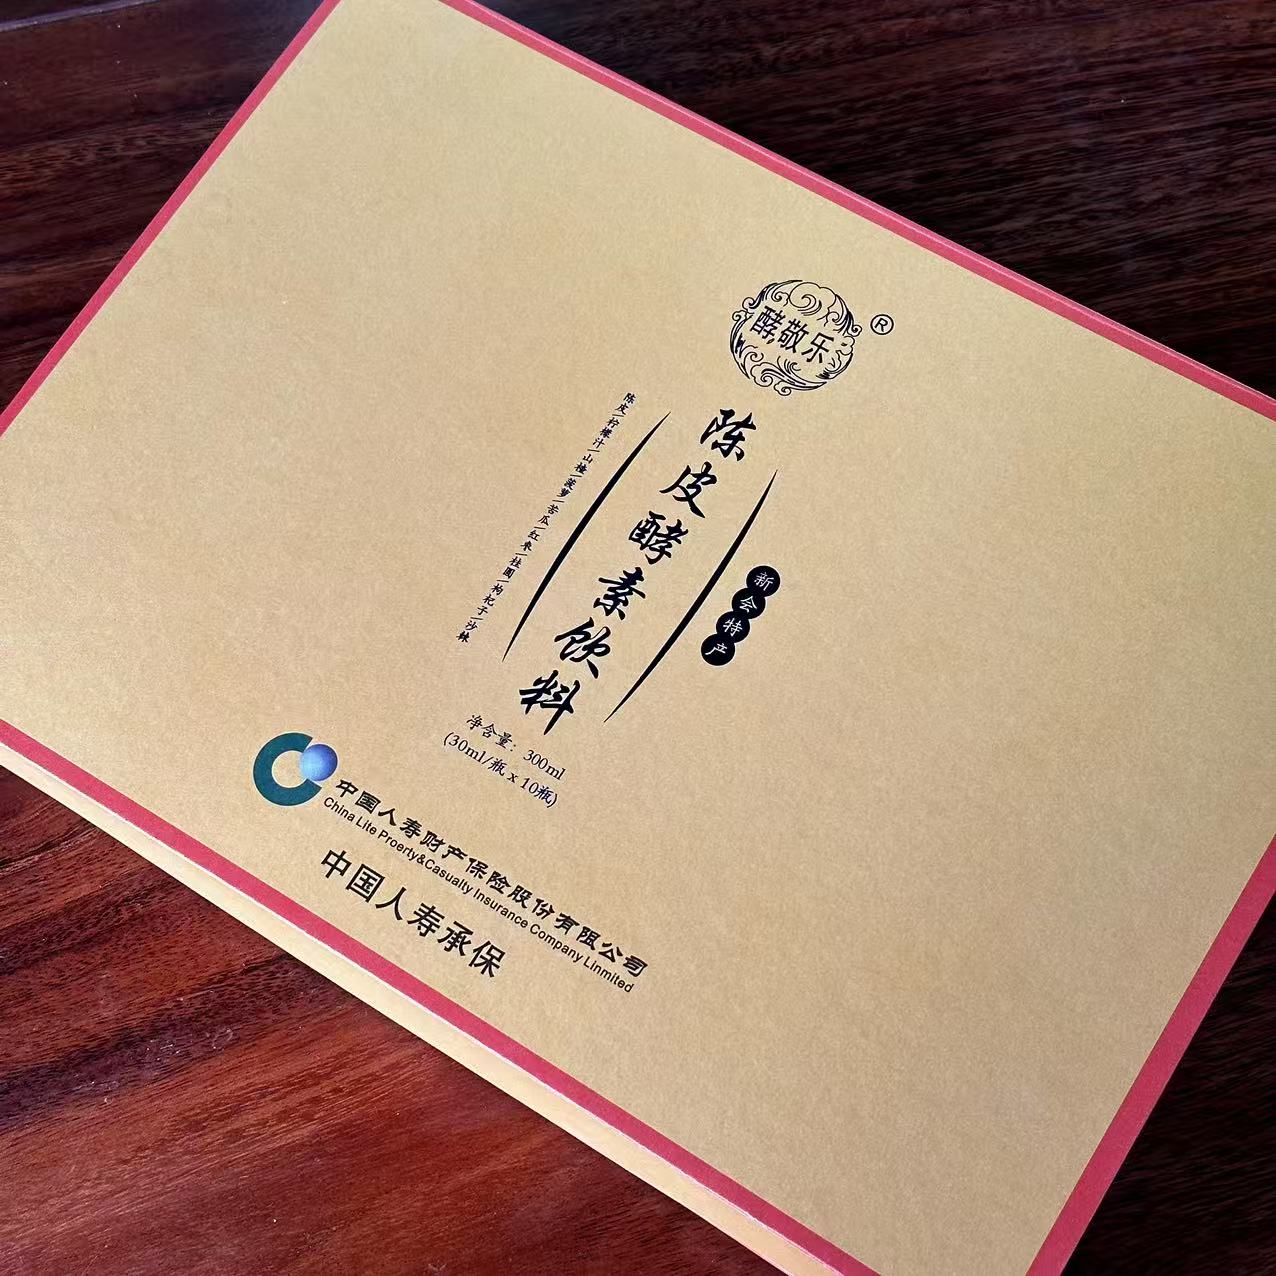 酵敬乐
®
陈皮酵素饮料
新会特产
陈皮/柠檬汁/山楂/菠萝/苦瓜/红枣/桂圆/枸杞子/沙棘
净含量：300ml
(30ml/瓶 x 10瓶)
中国人寿财产保险股份有限公司
China Lite Proerty&Casualty Insurance Company Linmited
中国人寿承保